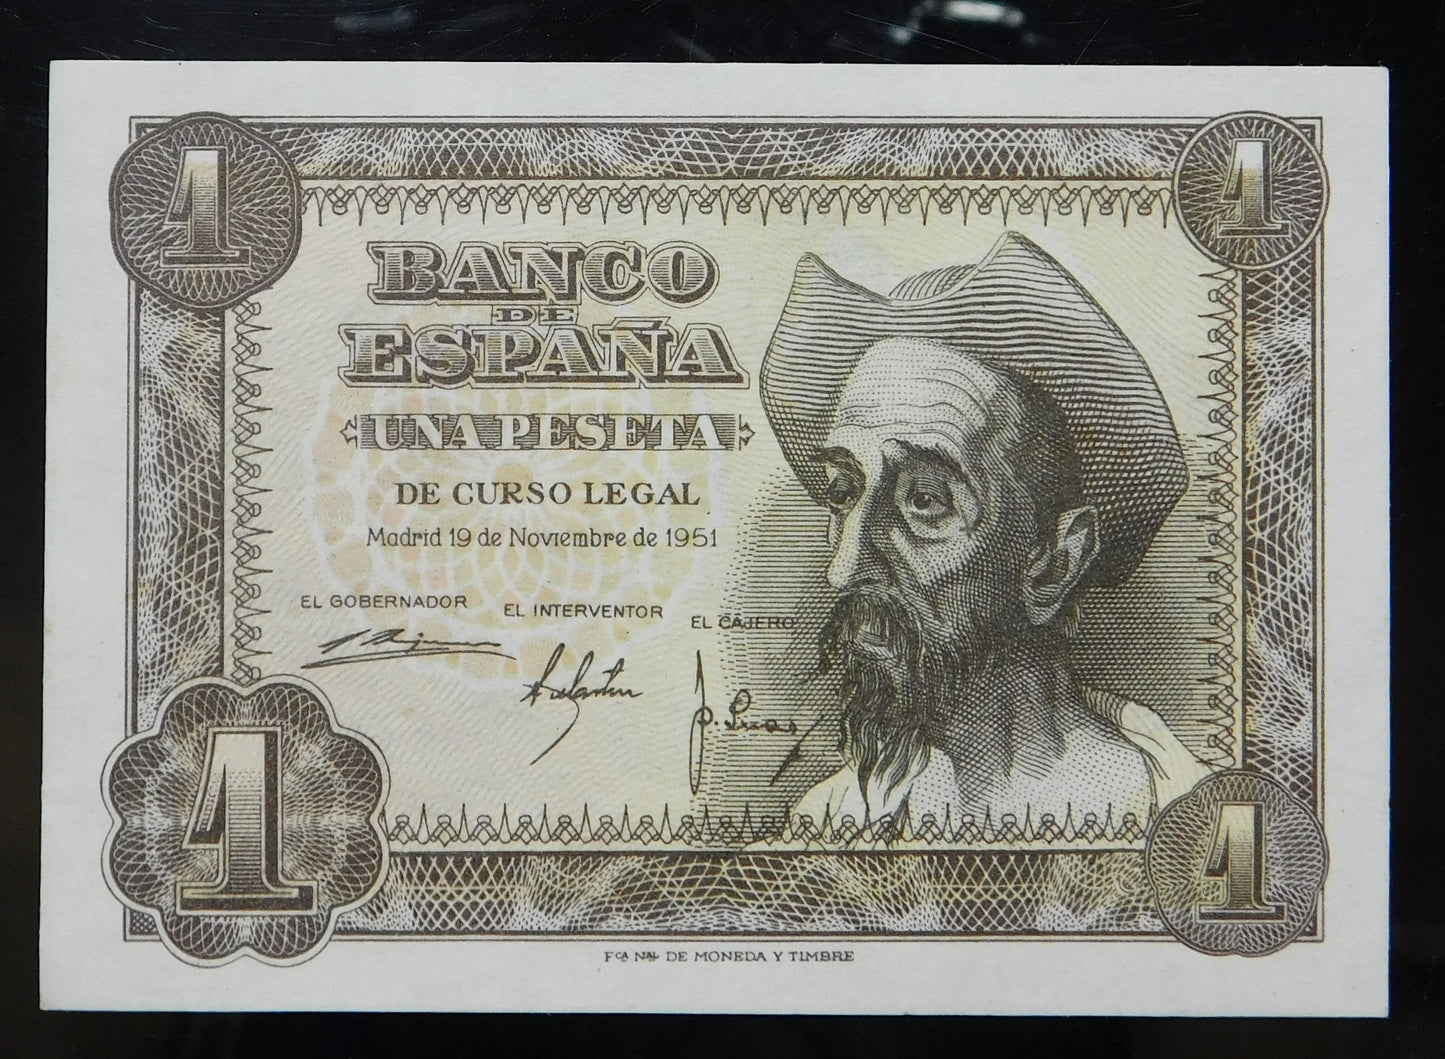 1
1
BANCO
DE
ESPAÑA
UNA PESETA
DE CURSO LEGAL
Madrid 19 de Noviembre de 1951
EL GOBERNADOR EL INTERVENTOR EL CAJERO
1
1
FCA NAL DE MONEDA Y TIMBRE